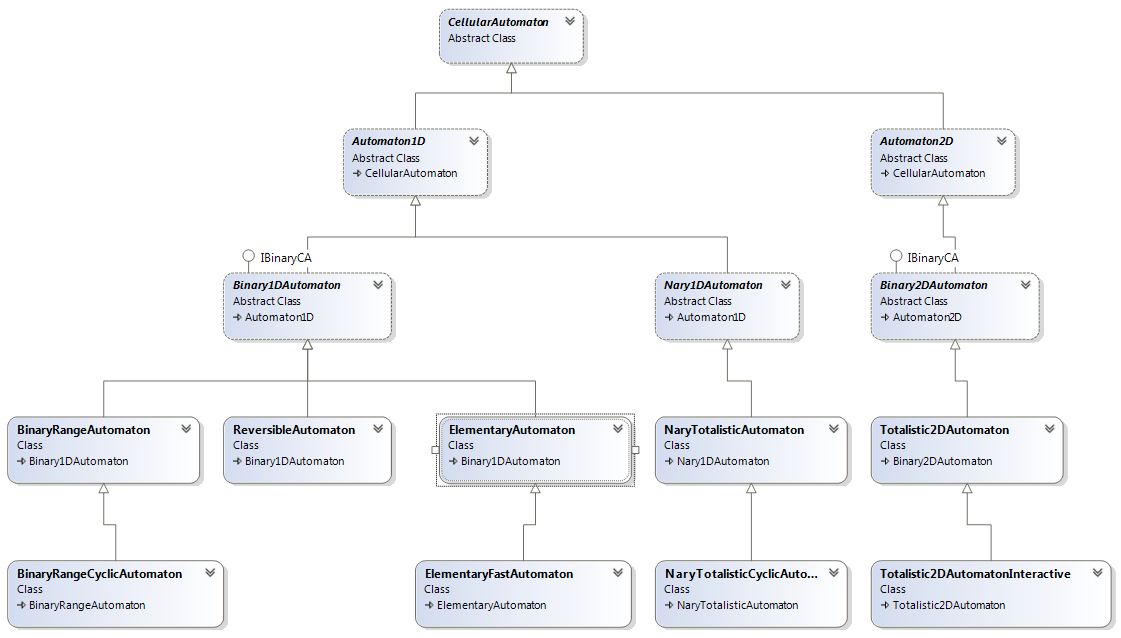 CellularAutomaton
Abstract Class
Automaton1D
Abstract Class
CellularAutomaton
Automaton2D
Abstract Class
CellularAutomaton
IBinaryCA
Binary1DAutomaton
Abstract Class
Automaton1D
Nary1DAutomaton
Abstract Class
Automaton1D
IBinaryCA
Binary2DAutomaton
Abstract Class
Automaton2D
BinaryRangeAutomaton
Class
Binary1DAutomaton
ReversibleAutomaton
Class
Binary1DAutomaton
ElementaryAutomaton
Class
Binary1DAutomaton
NaryTotalisticAutomaton
Class
Nary1DAutomaton
Totalistic2DAutomaton
Class
Binary2DAutomaton
BinaryRangeCyclicAutomaton
Class
BinaryRangeAutomaton
ElementaryFastAutomaton
Class
ElementaryAutomaton
NaryTotalisticCyclicAuto...
Class
NaryTotalisticAutomaton
Totalistic2DAutomatonInteractive
Class
Totalistic2DAutomaton